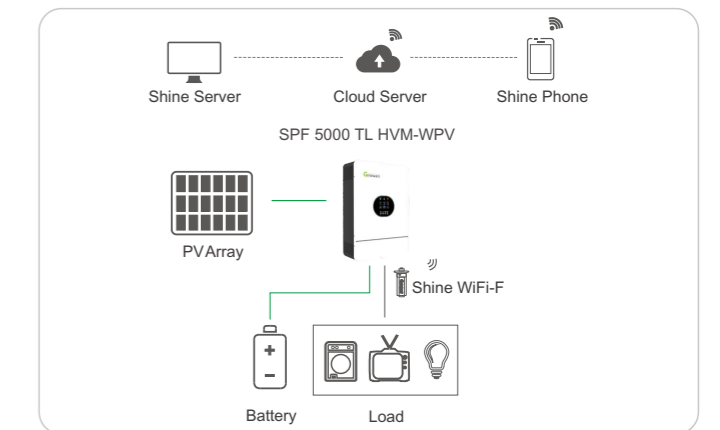 Shine Server Cloud Server Shine Phone
SPF 5000 TL HVM-WPV
PV Array
Shine WiFi-F
+
−
Battery Load